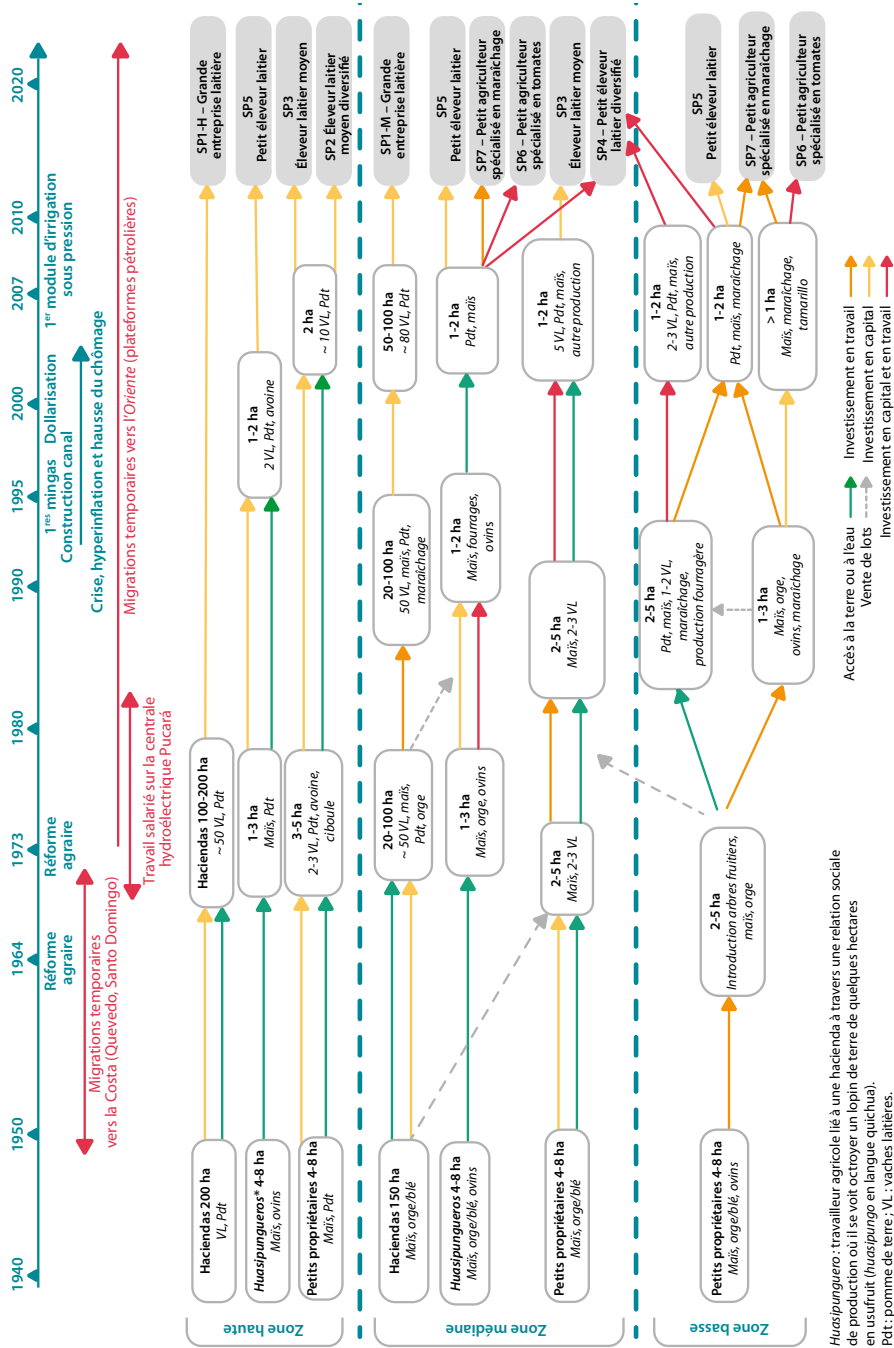 1940
1950
1964
1973
1980
1990
1995
2000
2007
2010
2020
Réforme
agraire
Réforme
agraire
1res mingas
Construction canal
Dollarisation
1er module d'irrigation
sous pression
Crise, hyperinflation et hausse du chômage
Migrations temporaires
vers la Costa (Quevedo, Santo Domingo)
Travail salarié sur la centrale
hydroélectrique Pucará
Migrations temporaires vers l'Oriente (plateformes pétrolières)
Zone haute
Haciendas 200 ha
VL, Pdt
Haciendas 100-200 ha
~ 50 VL, Pdt
SP1-H – Grande
entreprise laitière
Huasipungueros* 4-8 ha
Maïs, ovins
1-3 ha
Maïs, Pdt
1-2 ha
2 VL, Pdt, avoine
SP5
Petit éleveur laitier
Petits propriétaires 4-8 ha
Maïs, Pdt
3-5 ha
2-3 VL, Pdt, avoine,
ciboule
2 ha
~ 10 VL, Pdt
SP3
Éleveur laitier moyen
SP2 Éleveur laitier
moyen diversifié
Zone médiane
Haciendas 150 ha
Maïs, orge/blé
20-100 ha
~ 50 VL, maïs,
Pdt, orge
20-100 ha
50 VL, maïs, Pdt,
maraîchage
50-100 ha
~ 80 VL, Pdt
SP1-M – Grande
entreprise laitière
Huasipungueros 4-8 ha
Maïs, orge/blé, ovins
1-3 ha
Maïs, orge, ovins
1-2 ha
Maïs, fourrages,
ovins
1-2 ha
Pdt, maïs
SP5
Petit éleveur laitier
SP7 – Petit agriculteur
spécialisé en maraîchage
SP6 – Petit agriculteur
spécialisé en tomates
Petits propriétaires 4-8 ha
Maïs, orge/blé
2-5 ha
Maïs, 2-3 VL
2-5 ha
Maïs, 2-3 VL
1-2 ha
5 VL, Pdt, maïs,
autre production
SP3
Éleveur laitier moyen
SP4 – Petit éleveur
laitier diversifié
Zone basse
Petits propriétaires 4-8 ha
Maïs, orge/blé, ovins
2-5 ha
Introduction arbres fruitiers,
maïs, orge
2-5 ha
Pdt, maïs, 1-2 VL,
maraîchage,
production fourragère
1-3 ha
Maïs, orge,
ovins, maraîchage
1-2 ha
2-3 VL, Pdt, maïs,
autre production
1-2 ha
Pdt, maïs, maraîchage
> 1 ha
Maïs, maraîchage,
tamarillo
SP5
Petit éleveur laitier
SP7 – Petit agriculteur
spécialisé en maraîchage
SP6 – Petit agriculteur
spécialisé en tomates
Accès à la terre ou à l'eau
Vente de lots
Investissement en travail
Investissement en capital
Investissement en capital et en travail
Huasipunguero : travailleur agricole lié à une hacienda à travers une relation sociale
de production où il se voit octroyer un lopin de terre de quelques hectares
en usufruit (huasipungo en langue quichua).
Pdt : pomme de terre ; VL : vaches laitières.